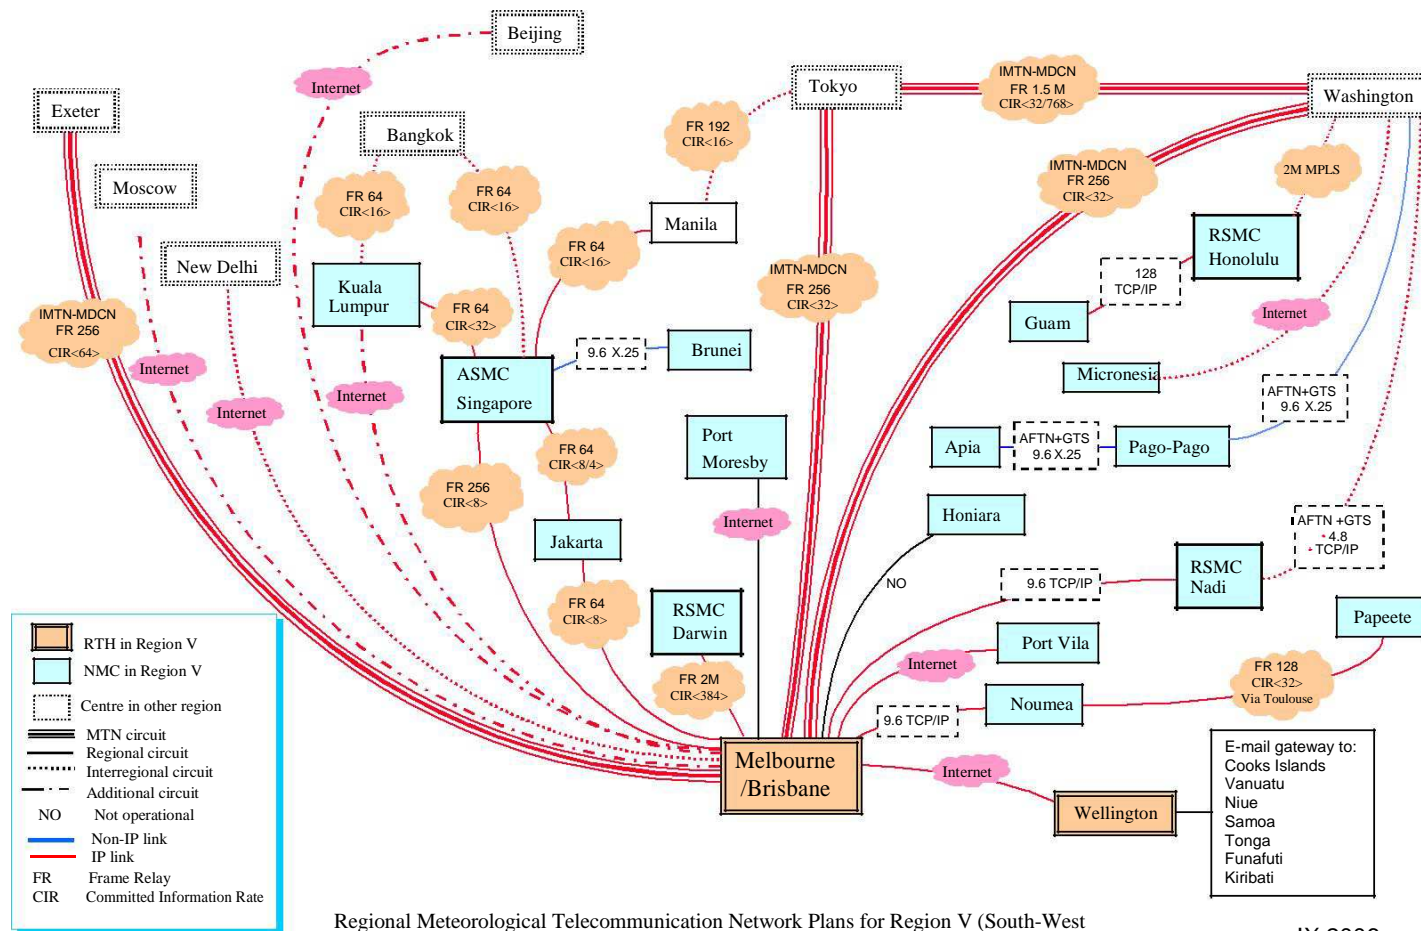 Beijing
Internet
Exeter
Tokyo
IMTN-MDCN
FR 1.5 M
CIR<32/768>
Washington
Bangkok
FR 192
CIR<16>
Moscow
FR 64
CIR<16>
FR 64
CIR<16>
IMTN-MDCN
FR 256
CIR<32>
2M MPLS
Manila
RSMC
Honolulu
New Delhi
FR 64
CIR<16>
Kuala
Lumpur
IMTN-MDCN
FR 256
CIR<32>
128
TCP/IP
IMTN-MDCN
FR 256
CIR<64>
FR 64
CIR<32>
Guam
Internet
9.6 X.25
Brunei
Internet
ASMC
Singapore
Internet
Micronesia
Internet
AFTN+GTS
9.6 X.25
Port
Moresby
Apia
AFTN+GTS
9.6 X.25
Pago-Pago
FR 64
CIR<8/4>
FR 256
CIR<8>
Internet
Honiara
Jakarta
NO
AFTN +GTS
4.8
TCP/IP
9.6 TCP/IP
RSMC
Nadi
FR 64
CIR<8>
RSMC
Darwin
Papeete
Port Vila
Internet
FR 2M
CIR<384>
FR 128
CIR<32>
Via Toulouse
Noumea
9.6 TCP/IP
Melbourne
/Brisbane
Internet
Wellington
E-mail gateway to:
Cooks Islands
Vanuatu
Niue
Samoa
Tonga
Funafuti
Kiribati
RTH in Region V
NMC in Region V
Centre in other region
MTN circuit
Regional circuit
Interregional circuit
Additional circuit
NO Not operational
Non-IP link
IP link
FR Frame Relay
CIR Committed Information Rate
Regional Meteorological Telecommunication Network Plans for Region V (South-West